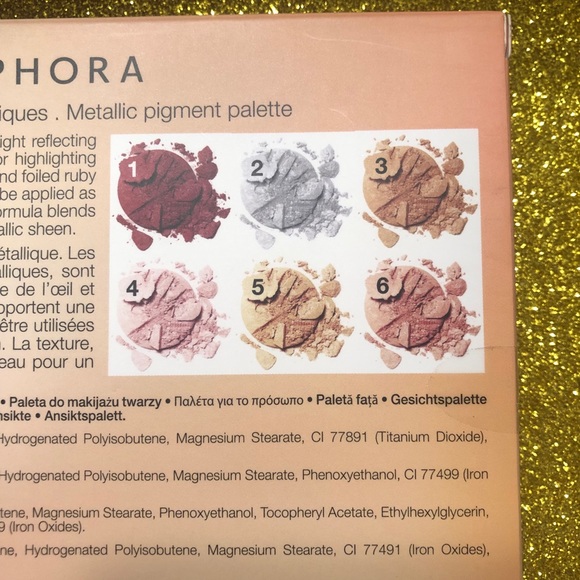 PHORA
iques . Metallic pigment palette
ight reflecting
or highlighting
nd foiled ruby
be applied as
ormula blends
allic sheen.
étallique. Les
alliques, sont
e de l'œil et
pportent une
être utilisées
. La texture,
eau pour un
1 2 3
4 5 6
• Paleta do makijażu twarzy • Παλέτα για το πρόσωπο • Paletă față • Gesichtspalette
nsikte • Ansiktspalett.
Hydrogenated Polyisobutene, Magnesium Stearate, CI 77891 (Titanium Dioxide),
Hydrogenated Polyisobutene, Magnesium Stearate, Phenoxyethanol, CI 77499 (Iron
tene, Magnesium Stearate, Phenoxyethanol, Tocopheryl Acetate, Ethylhexylglycerin,
9 (Iron Oxides).
ne, Hydrogenated Polyisobutene, Magnesium Stearate, CI 77491 (Iron Oxides),